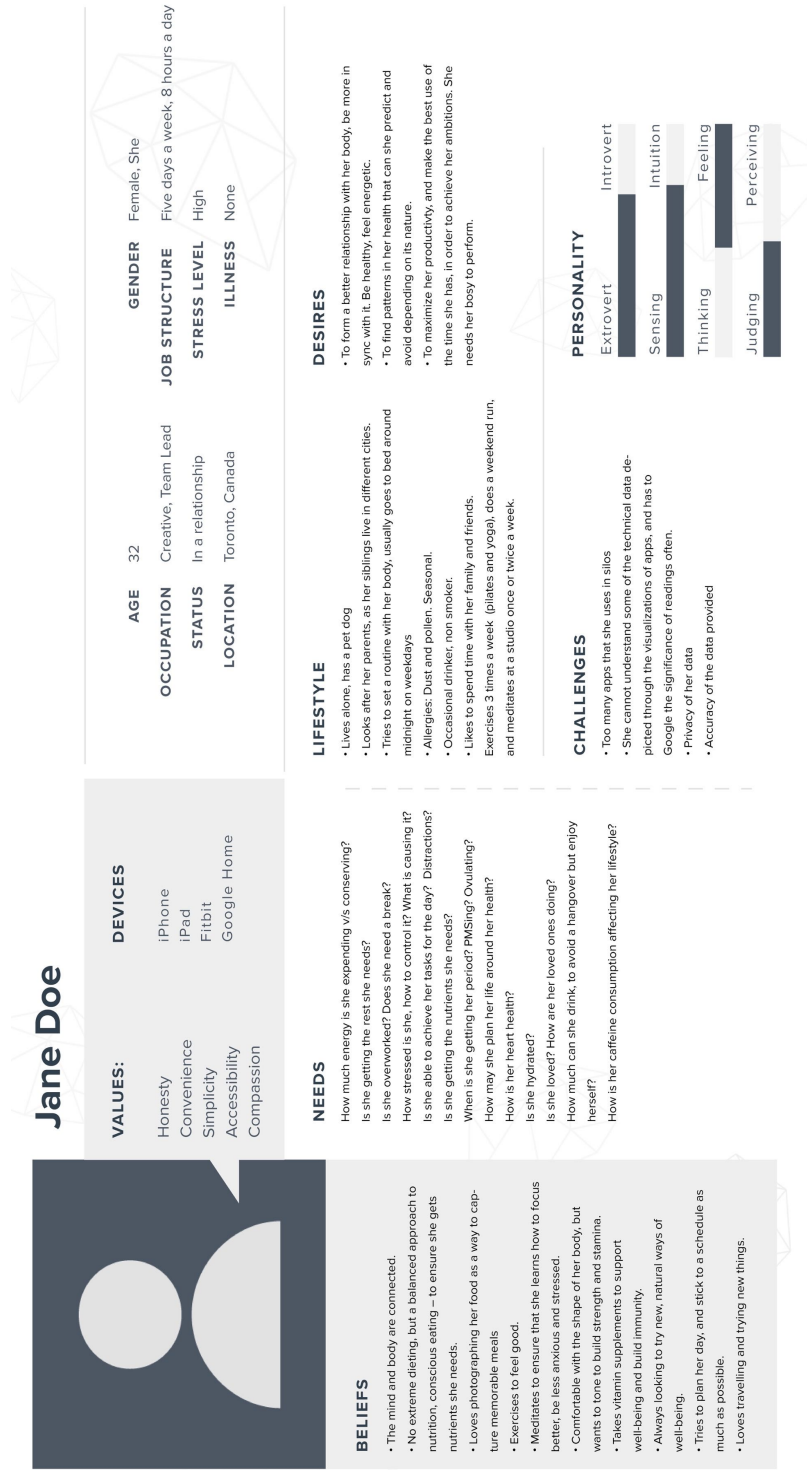 Jane Doe
VALUES:
Honesty
Convenience
Simplicity
Accessibility
Compassion
DEVICES
iPhone
iPad
Fitbit
Google Home
AGE 32
OCCUPATION Creative, Team Lead
STATUS In a relationship
LOCATION Toronto, Canada
GENDER Female, She
JOB STRUCTURE Five days a week, 8 hours a day
STRESS LEVEL High
ILLNESS None
BELIEFS
• The mind and body are connected.
• No extreme dieting, but a balanced approach to
nutrition, conscious eating – to ensure she gets
nutrients she needs.
• Loves photographing her food as a way to cap-
ture memorable meals
• Exercises to feel good.
• Meditates to ensure that she learns how to focus
better, be less anxious and stressed.
• Comfortable with the shape of her body, but
wants to tone to build strength and stamina.
• Takes vitamin supplements to support
well-being and build immunity.
• Always looking to try new, natural ways of
well-being.
• Tries to plan her day, and stick to a schedule as
much as possible.
• Loves travelling and trying new things.
NEEDS
How much energy is she expending v/s conserving?
Is she getting the rest she needs?
Is she overworked? Does she need a break?
How stressed is she, how to control it? What is causing it?
Is she able to achieve her tasks for the day? Distractions?
Is she getting the nutrients she needs?
When is she getting her period? PMSing? Ovulating?
How may she plan her life around her health?
How is her heart health?
Is she hydrated?
Is she loved? How are her loved ones doing?
How much can she drink, to avoid a hangover but enjoy
herself?
How is her caffeine consumption affecting her lifestyle?
LIFESTYLE
• Lives alone, has a pet dog
• Looks after her parents, as her siblings live in different cities.
• Tries to set a routine with her body, usually goes to bed around
midnight on weekdays
• Allergies: Dust and pollen. Seasonal.
• Occasional drinker, non smoker.
• Likes to spend time with her family and friends.
Exercises 3 times a week (pilates and yoga), does a weekend run,
and meditates at a studio once or twice a week.
DESIRES
• To form a better relationship with her body, be more in
sync with it. Be healthy, feel energetic.
• To find patterns in her health that can she predict and
avoid depending on its nature.
• To maximize her productivty, and make the best use of
the time she has, in order to achieve her ambitions. She
needs her bosy to perform.
CHALLENGES
• Too many apps that she uses in silos
• She cannot understand some of the technical data de-
picted through the visualizations of apps, and has to
Google the significance of readings often.
• Privacy of her data
• Accuracy of the data provided
PERSONALITY
Extrovert Introvert
Sensing Intuition
Thinking Feeling
Judging Perceiving